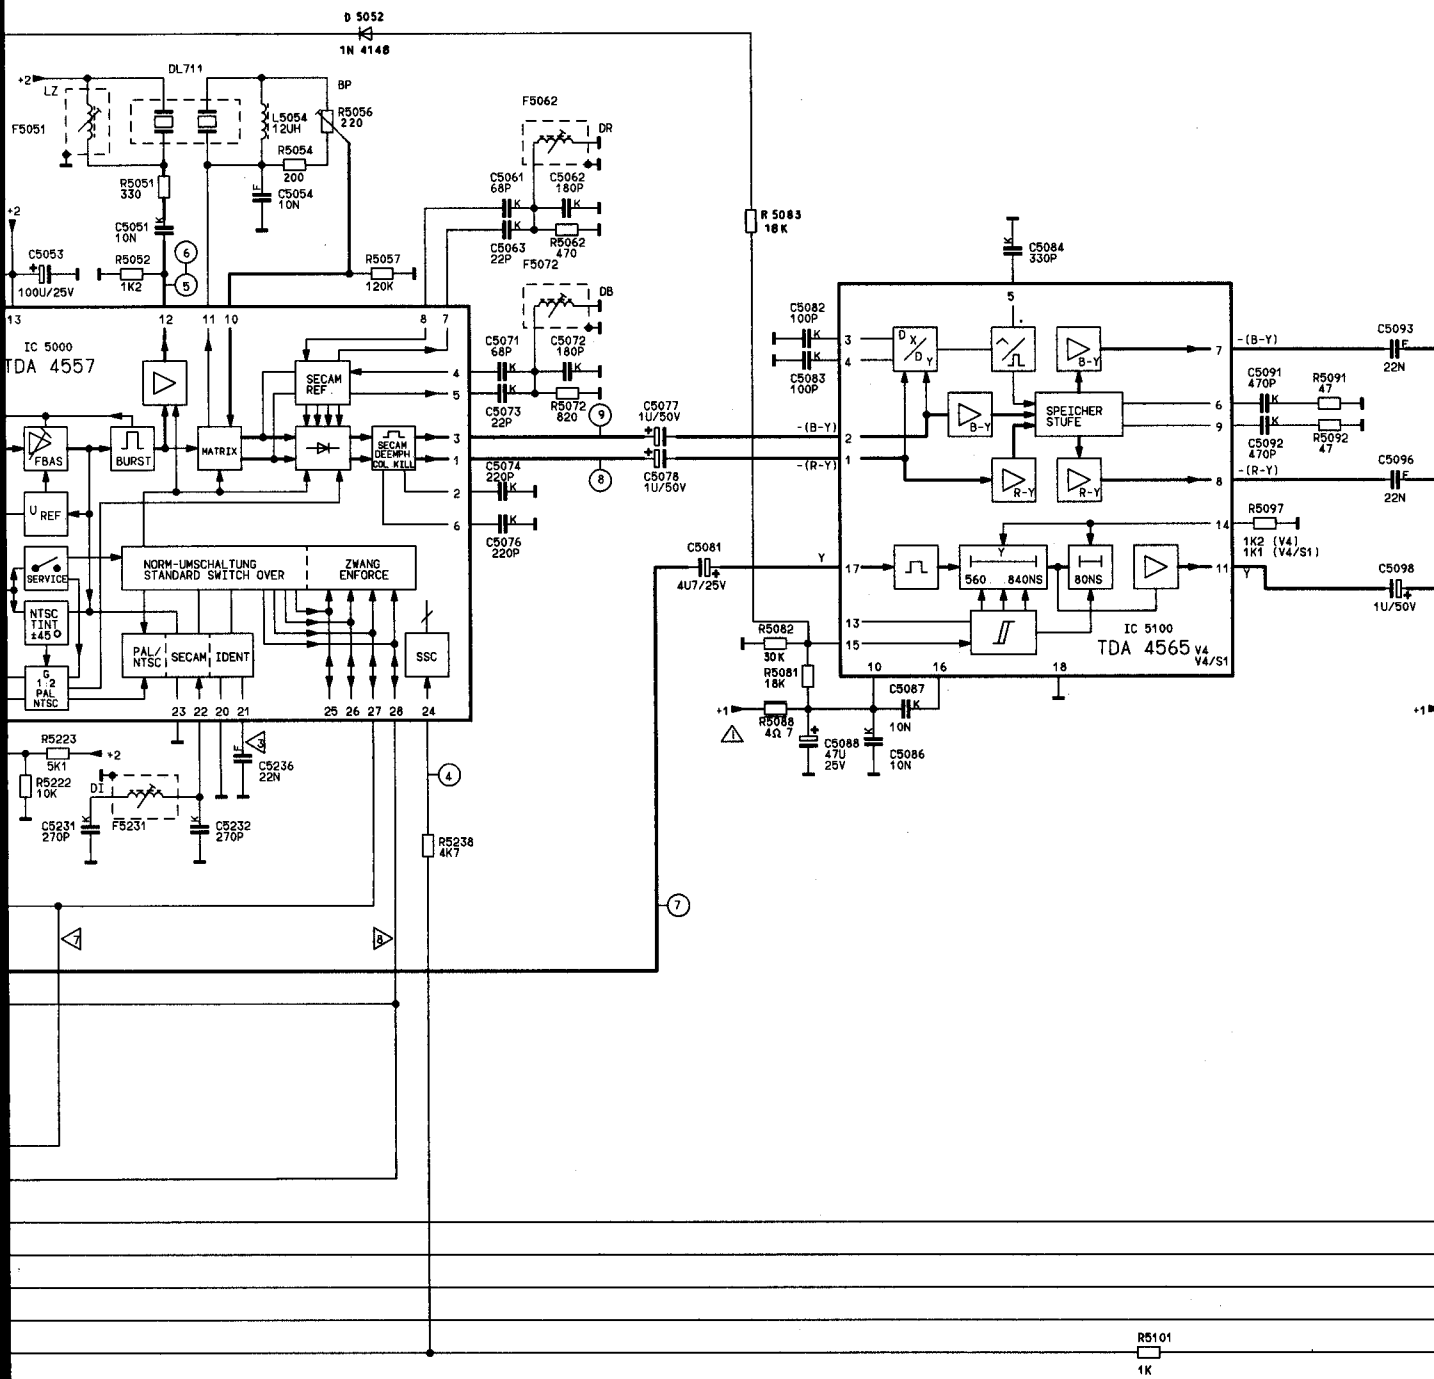 D 5052
1N 4148
DL711
+2
LZ
BP
F5051
L5054
12UH
R5056
220
R5054
200
R5051
330
F
C5054
10N
K
C5051
10N
+2
C5053
+
100U/25V
R5052
1K2
6
5
R5057
120K
F5062
DR
C5061
68P
K
C5062
180P
K
C5063
22P
K
R5062
470
F5072
DB
C5071
68P
K
C5072
180P
K
C5073
22P
K
R5072
820
R 5083
18K
C5084
330P
K
13
12
11
10
8
7
IC 5000
TDA 4557
SECAM
REF.
4
5
FBAS
BURST
MATRIX
SECAM
DEEMPH
COL KILL
3
1
2
6
9
8
C5077
1U/50V
+
C5078
1U/50V
+
C5074
220P
K
C5076
220P
K
U REF
SERVICE
NORM-UMSCHALTUNG
STANDARD SWITCH OVER
ZWANG
ENFORCE
NTSC
TINT
±45°
PAL/
NTSC
SECAM
IDENT
SSC
G
1:2
PAL
NTSC
23
22
20
21
25
26
27
28
24
R5223
5K1
+2
R5222
10K
DI
F5231
C5231
270P
K
C5232
270P
K
3
F
C5236
22N
4
R5238
4K7
7
8
7
C5081
4U7/25V
+
Y
C5082
100P
K
C5083
100P
K
3
4
5
D X
D Y
B-Y
B-Y
SPEICHER
STUFE
R-Y
R-Y
-(B-Y)
2
-(R-Y)
1
-(B-Y)
7
C5093
F
22N
C5091
470P
K
R5091
47
6
9
C5092
470P
K
R5092
47
-(R-Y)
8
C5096
F
22N
14
R5097
1K2 (V4)
1K1 (V4/S1)
17
Y
560...840NS
80NS
11
Y
C5098
+
1U/50V
13
15
IC 5100
TDA 4565 V4
V4/S1
10
16
18
R5082
30K
R5081
18K
+1
R5088
4Ω7
1
C5087
K
10N
+
C5088
47U
25V
K
C5086
10N
+1
R5101
1K